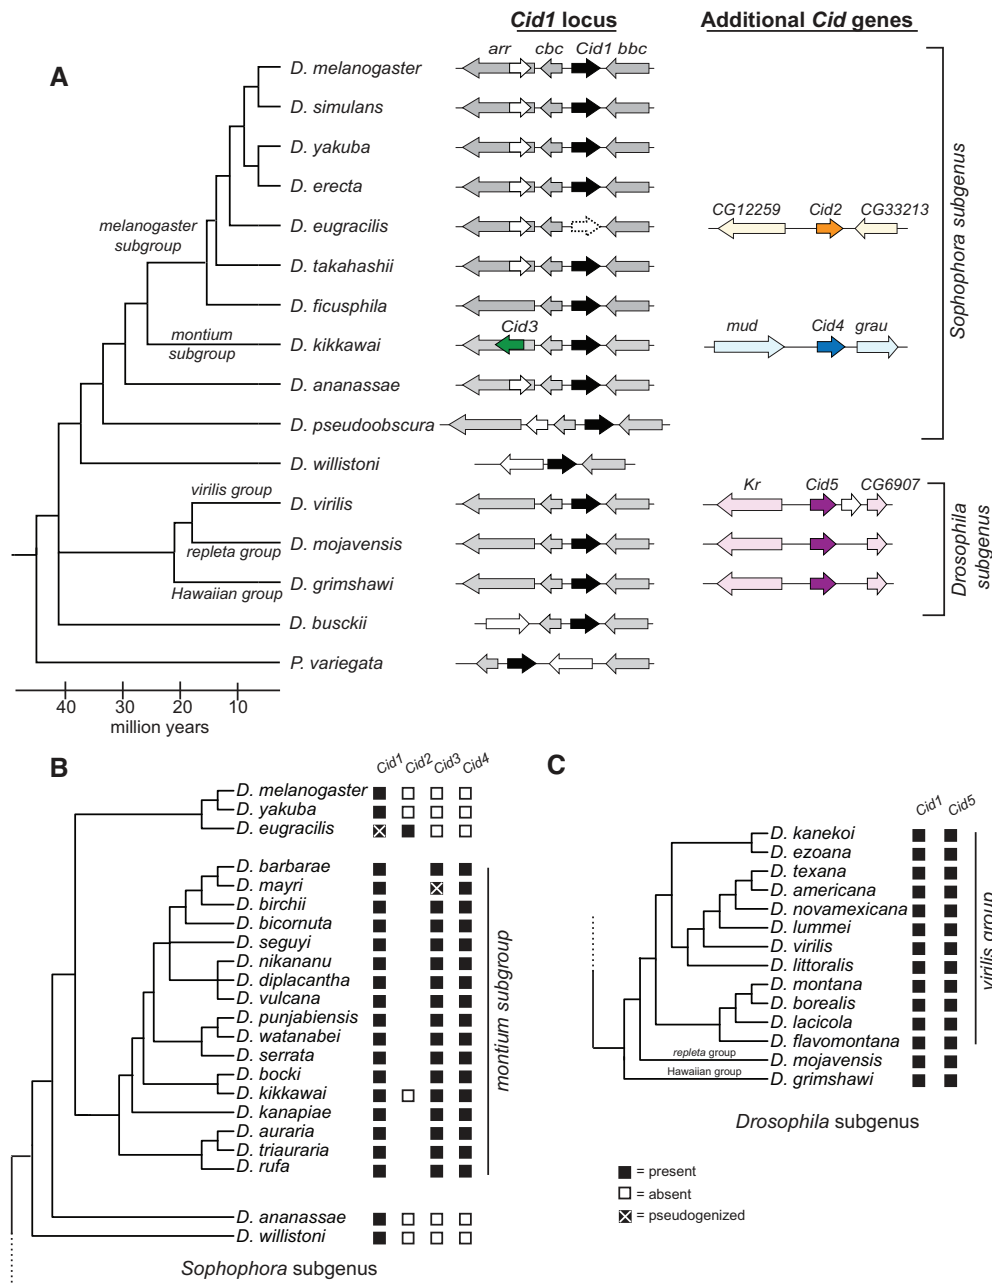 Cid1 locus
Additional Cid genes
A
arr cbc Cid1 bbc
D. melanogaster
D. simulans
D. yakuba
D. erecta
melanogaster
subgroup
D. eugracilis
CG12259 Cid2 CG33213
D. takahashii
D. ficusphila
montium
subgroup
Cid3
D. kikkawai
mud Cid4 grau
D. ananassae
D. pseudoobscura
D. willistoni
Sophophora subgenus
virilis group
D. virilis
Kr Cid5 CG6907
repleta group
D. mojavensis
Hawaiian group
D. grimshawi
D. busckii
P. variegata
Drosophila
subgenus
40 30 20 10
million years
B
Cid1 Cid2 Cid3 Cid4
D. melanogaster
D. yakuba
D. eugracilis
D. barbarae
D. mayri
D. birchii
D. bicornuta
D. seguyi
D. nikananu
D. diplacantha
D. vulcana
D. punjabiensis
D. watanabei
D. serrata
D. bocki
D. kikkawai
D. kanapiae
D. auraria
D. triauraria
D. rufa
montium subgroup
D. ananassae
D. willistoni
Sophophora subgenus
C
Cid1 Cid5
D. kanekoi
D. ezoana
D. texana
D. americana
D. novamexicana
D. lummei
D. virilis
D. littoralis
D. montana
D. borealis
D. lacicola
D. flavomontana
virilis group
repleta group
D. mojavensis
Hawaiian group
D. grimshawi
Drosophila subgenus
= present
= absent
= pseudogenized